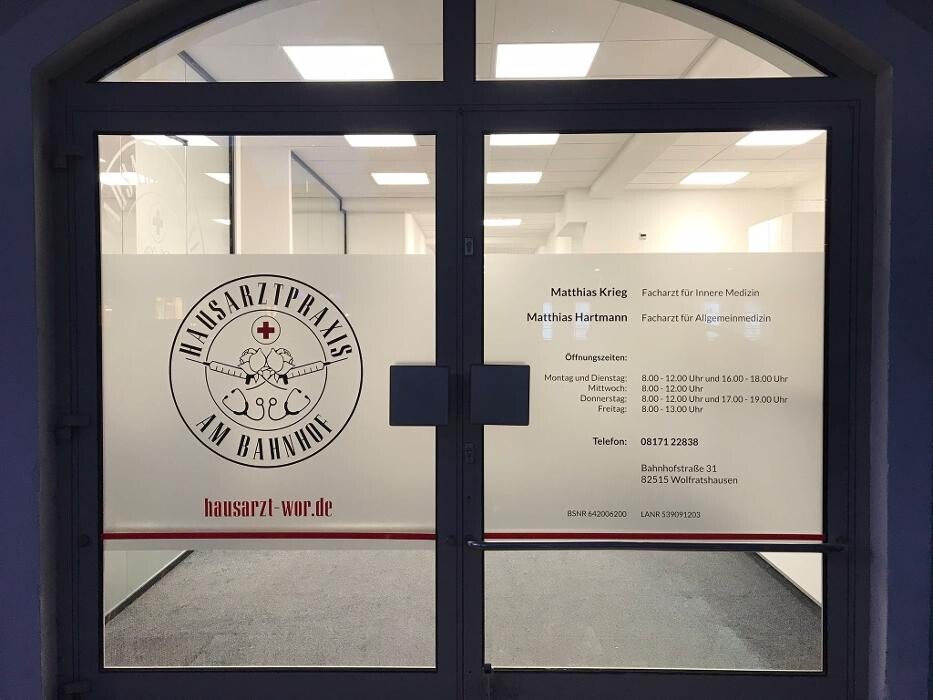 HAUSARZTPRAXIS
AM BAHNHOF
hausarzt-wor.de
Matthias Krieg Facharzt für Innere Medizin
Matthias Hartmann Facharzt für Allgemeinmedizin
Öffnungszeiten:
Montag und Dienstag: 8.00 - 12.00 Uhr und 16.00 - 18.00 Uhr
Mittwoch: 8.00 - 12.00 Uhr
Donnerstag: 8.00 - 12.00 Uhr und 17.00 - 19.00 Uhr
Freitag: 8.00 - 13.00 Uhr
Telefon: 08171 22838
Bahnhofstraße 31
82515 Wolfratshausen
BSNR 642006200 LANR 539091203